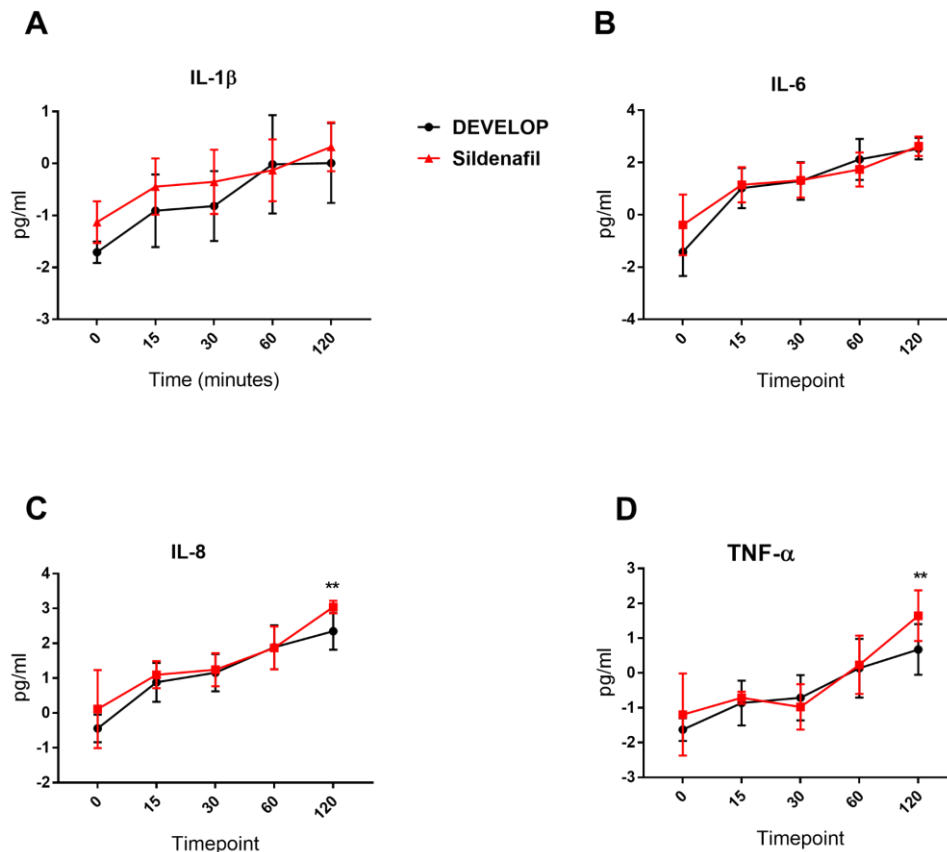 A
IL-1β
1
0
-1
-2
-3
pg/ml
0 15 30 60 120
Time (minutes)
DEVELOP
Sildenafil
B
IL-6
4
2
0
-2
-4
pg/ml
0 15 30 60 120
Timepoint
C
IL-8
4
3
2
1
0
-1
-2
pg/ml
**
0 15 30 60 120
Timepoint
D
TNF-α
3
2
1
0
-1
-2
-3
pg/ml
**
0 15 30 60 120
Timepoint